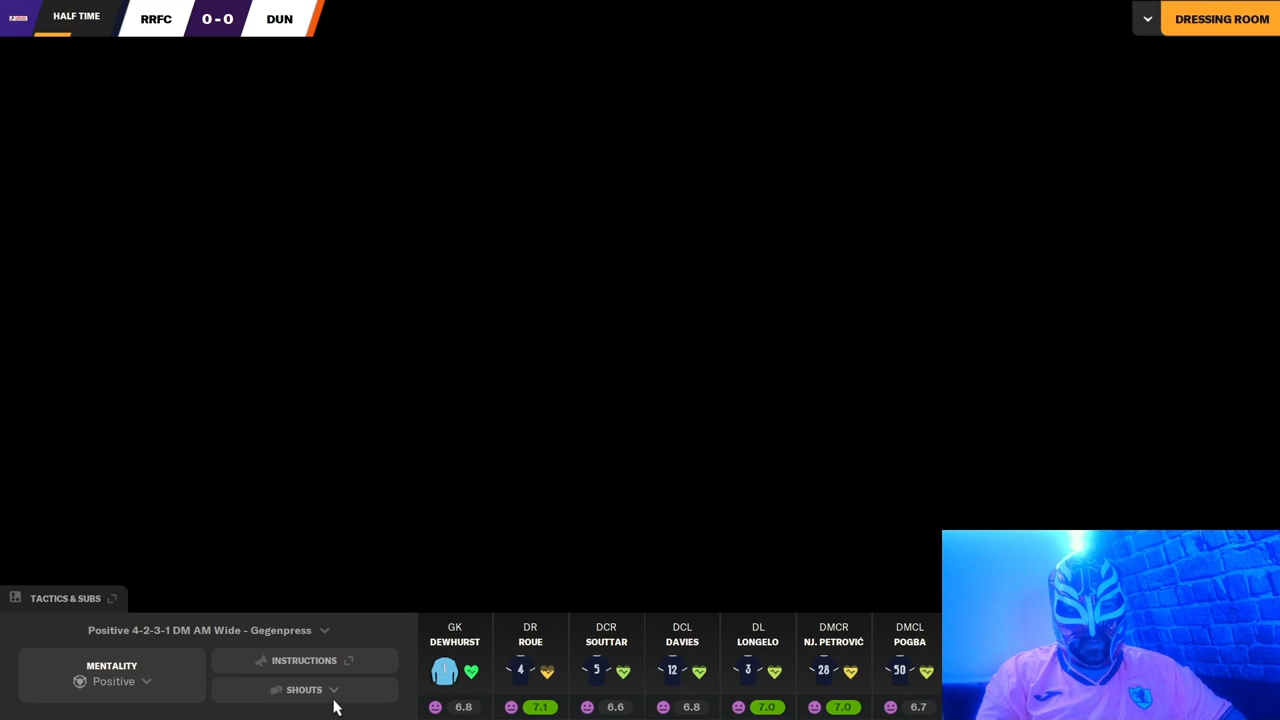 HALF TIME
RRFC
0 - 0
DUN
DRESSING ROOM
TACTICS & SUBS
Positive 4-2-3-1 DM AM Wide - Gegenpress
MENTALITY
Positive
INSTRUCTIONS
SHOUTS
GK
DEWHURST
1
6.8
DR
ROUE
4
7.1
DCR
SOUTTAR
5
6.6
DCL
DAVIES
12
6.8
DL
LONGELO
3
7.0
DMCR
NJ. PETROVIĆ
28
7.0
DMCL
POGBA
50
6.7